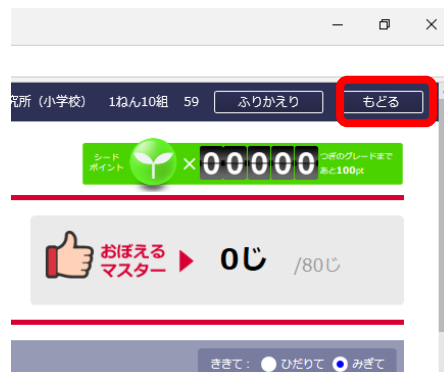 究所（小学校） 1ねん10組 59 ふりかえり もどる
シード
ポイント
×00000
つぎのグレードまで
あと100pt
おぼえる
マスター
0じ /80じ
ききて： ひだりて みぎて